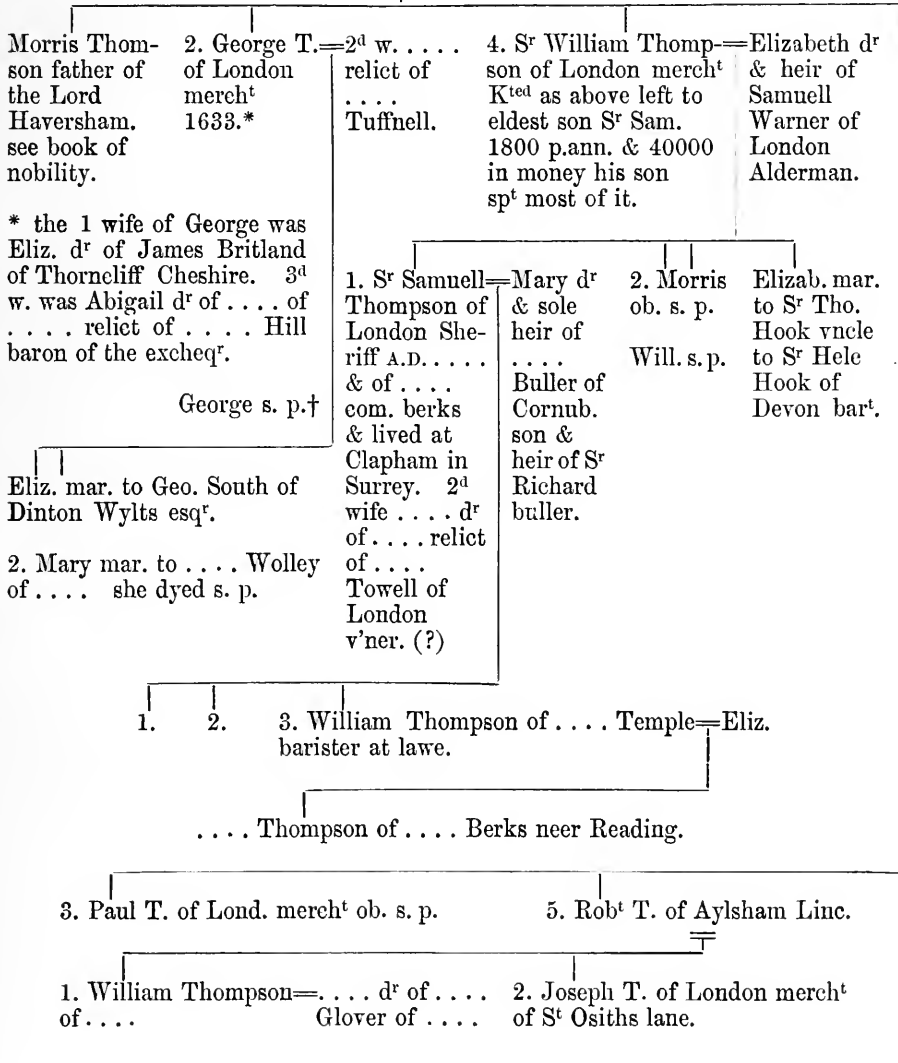 Morris Thom-
son father of
the Lord
Haversham.
see book of
nobility.
2. George T.=2ᵈ w. . . . .
of London
merchᵗ
1633.*
relict of
. . . .
Tuffnell.
4. Sʳ William Thomp-=Elizabeth dʳ
son of London merchᵗ
Kᵗᵉᵈ as above left to
eldest son Sʳ Sam.
1800 p.ann. & 40000
in money his son
spᵗ most of it.
& heir of
Samuell
Warner of
London
Alderman.
* the 1 wife of George was
Eliz. dʳ of James Britland
of Thorncliff Cheshire. 3ᵈ
w. was Abigail dʳ of . . . . of
. . . . relict of . . . . Hill
baron of the excheqʳ.
George s. p.†
Eliz. mar. to Geo. South of
Dinton Wylts esqʳ.
2. Mary mar. to . . . . Wolley
of . . . . she dyed s. p.
1. Sʳ Samuell=Mary dʳ
Thompson of
London She-
riff A.D. . . . .
& of . . . .
com. berks
& lived at
Clapham in
Surrey. 2ᵈ
wife . . . . dʳ
of . . . . relict
of . . . .
Towell of
London
v'ner. (?)
& sole
heir of
. . . .
Buller of
Cornub.
son &
heir of Sʳ
Richard
buller.
2. Morris
ob. s. p.
Will. s. p.
Elizab. mar.
to Sʳ Tho.
Hook vncle
to Sʳ Hele
Hook of
Devon barᵗ.
1. 2. 3. William Thompson of . . . . Temple=Eliz.
barister at lawe.
. . . . Thompson of . . . . Berks neer Reading.
3. Paul T. of Lond. merchᵗ ob. s. p. 5. Robᵗ T. of Aylsham Linc.
1. William Thompson=. . . . dʳ of . . . .
of . . . . Glover of . . . .
2. Joseph T. of London merchᵗ
of Sᵗ Osiths lane.